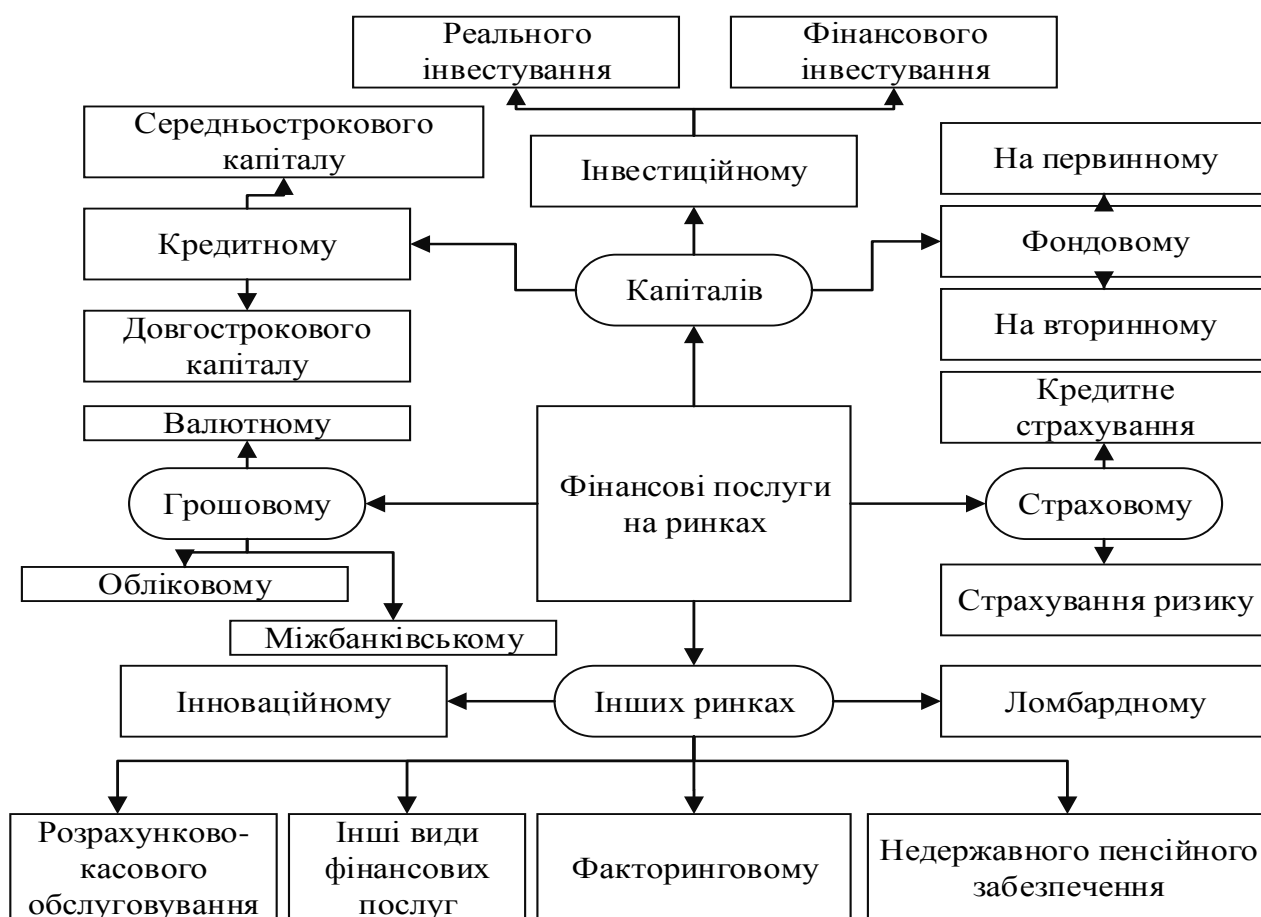 Реального
інвестування
Фінансового
інвестування
Середньострокового
капіталу
Інвестиційному
На первинному
Кредитному
Капіталів
Фондовому
Довгострокового
капіталу
На вторинному
Валютному
Кредитне
страхування
Грошовому
Фінансові послуги
на ринках
Страховому
Обліковому
Міжбанківському
Страхування ризику
Інноваційному
Інших ринках
Ломбардному
Розрахунково-
касового
обслуговування
Інші види
фінансових
послуг
Факторинговому
Недержавного пенсійного
забезпечення